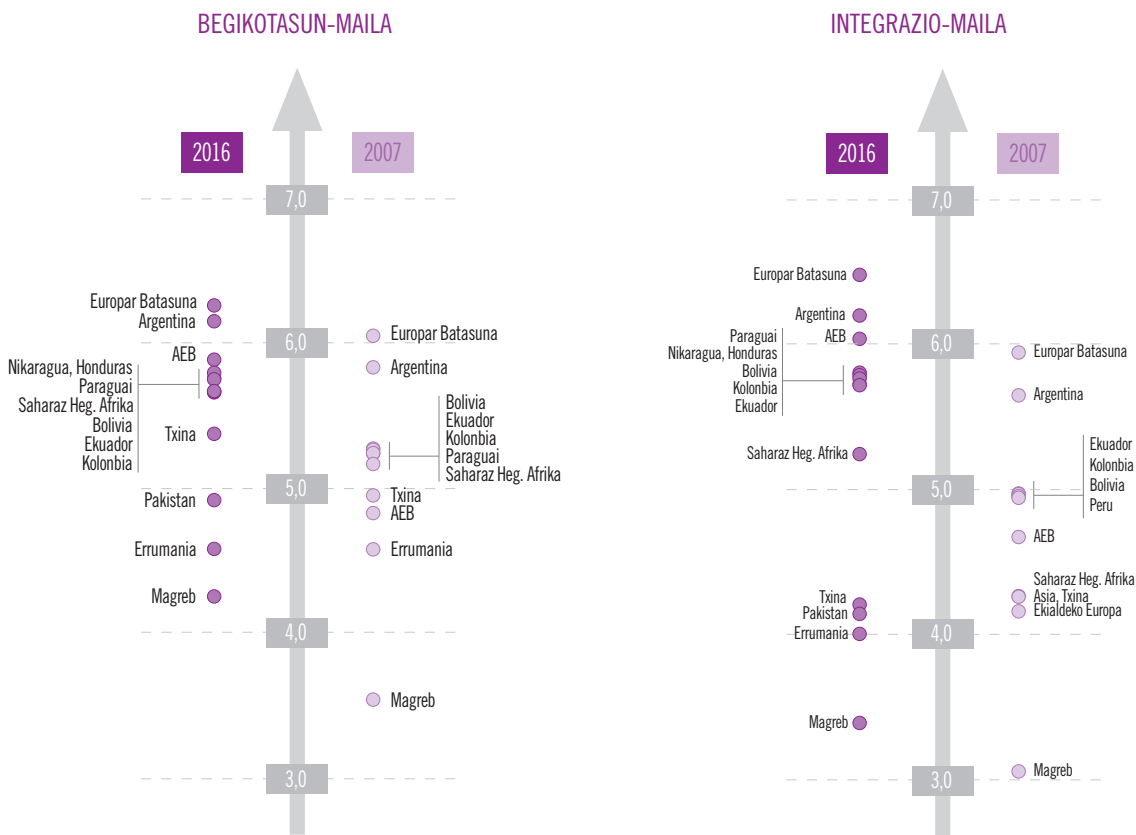 BEGIKOTASUN-MAILA
2016
2007
7,0
6,0
5,0
4,0
3,0
Europar Batasuna
Argentina
AEB
Nikaragua, Honduras
Paraguai
Saharaz Heg. Afrika
Bolivia
Ekuador
Kolonbia
Txina
Pakistan
Errumania
Magreb
Europar Batasuna
Argentina
Bolivia
Ekuador
Kolonbia
Paraguai
Saharaz Heg. Afrika
Txina
AEB
Errumania
Magreb
INTEGRAZIO-MAILA
2016
2007
7,0
6,0
5,0
4,0
3,0
Europar Batasuna
Argentina
AEB
Paraguai
Nikaragua, Honduras
Bolivia
Kolonbia
Ekuador
Saharaz Heg. Afrika
Txina
Pakistan
Errumania
Magreb
Europar Batasuna
Argentina
Ekuador
Kolonbia
Bolivia
Peru
AEB
Saharaz Heg. Afrika
Asia, Txina
Ekialdeko Europa
Magreb